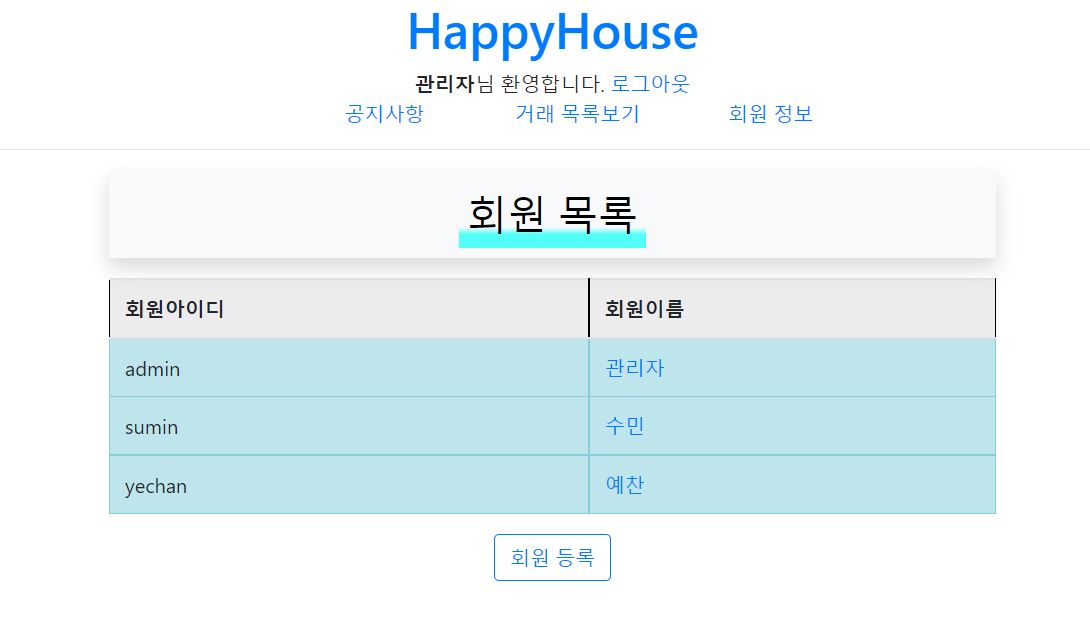 HappyHouse
관리자님 환영합니다. 로그아웃
공지사항 거래 목록보기 회원 정보
회원 목록
회원아이디 회원이름
admin 관리자
sumin 수민
yechan 예찬
회원 등록